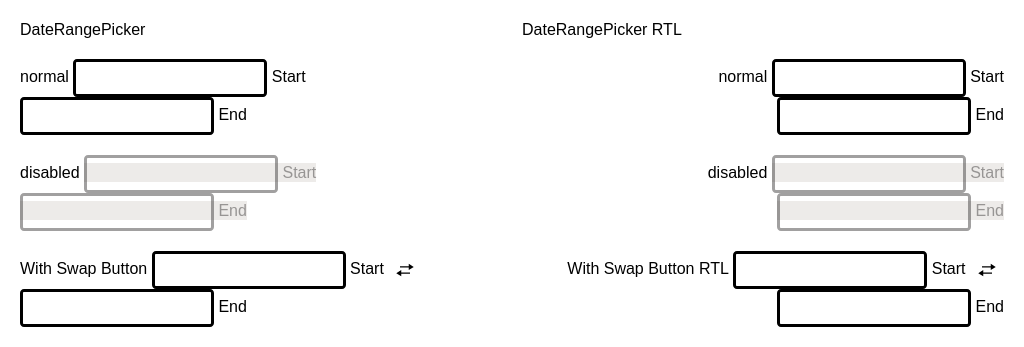 DateRangePicker
normal Start
End
disabled Start
End
With Swap Button Start
End
DateRangePicker RTL
normal Start
End
disabled Start
End
With Swap Button RTL Start
End